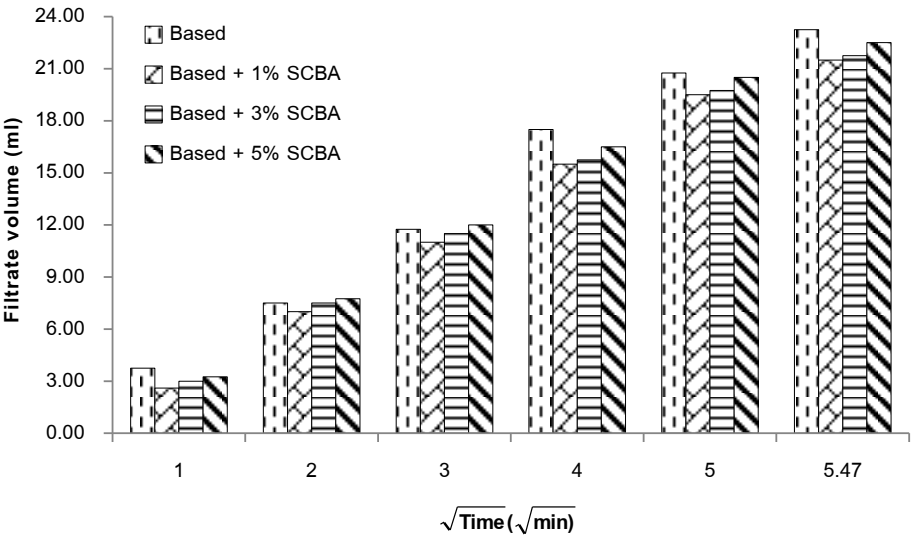 Filtrate volume (ml)
24.00
21.00
18.00
15.00
12.00
9.00
6.00
3.00
0.00
Based
Based + 1% SCBA
Based + 3% SCBA
Based + 5% SCBA
1 2 3 4 5 5.47
√Time(√min)